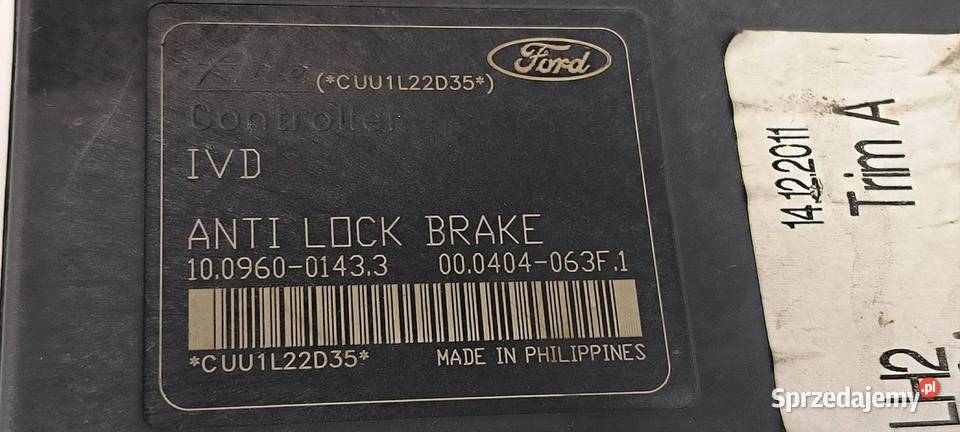 Ford
(*CUU1L22D35*)
Controller
IVD
ANTI LOCK BRAKE
10.0960-0143.3 00.0404-063F.1
*CUU1L22D35*
MADE IN PHILIPPINES
14.12.2011
Trim A
LH2
Sprzedajemy.pl